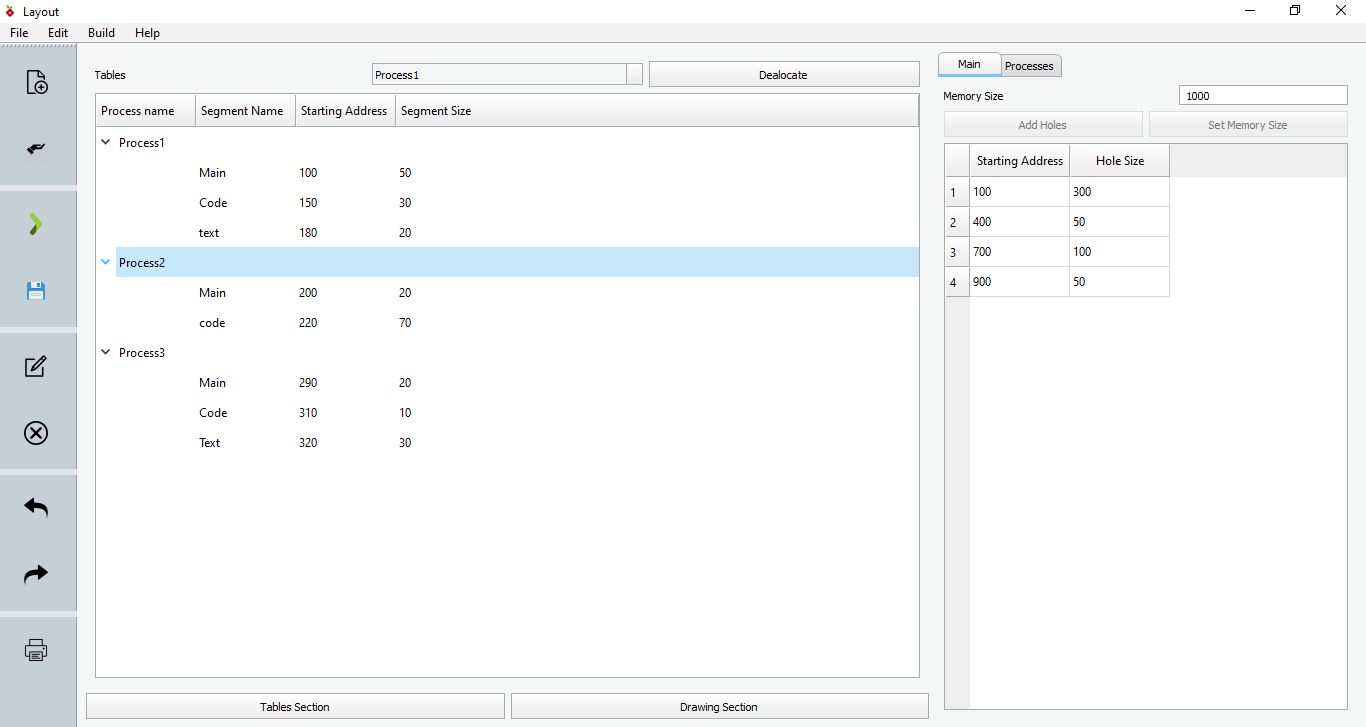 Layout
File Edit Build Help
Tables Process1 Dealocate
Process name Segment Name Starting Address Segment Size
Process1
Main 100 50
Code 150 30
text 180 20
Process2
Main 200 20
code 220 70
Process3
Main 290 20
Code 310 10
Text 320 30
Tables Section Drawing Section
Main Processes
Memory Size 1000
Add Holes Set Memory Size
Starting Address Hole Size
1 100 300
2 400 50
3 700 100
4 900 50